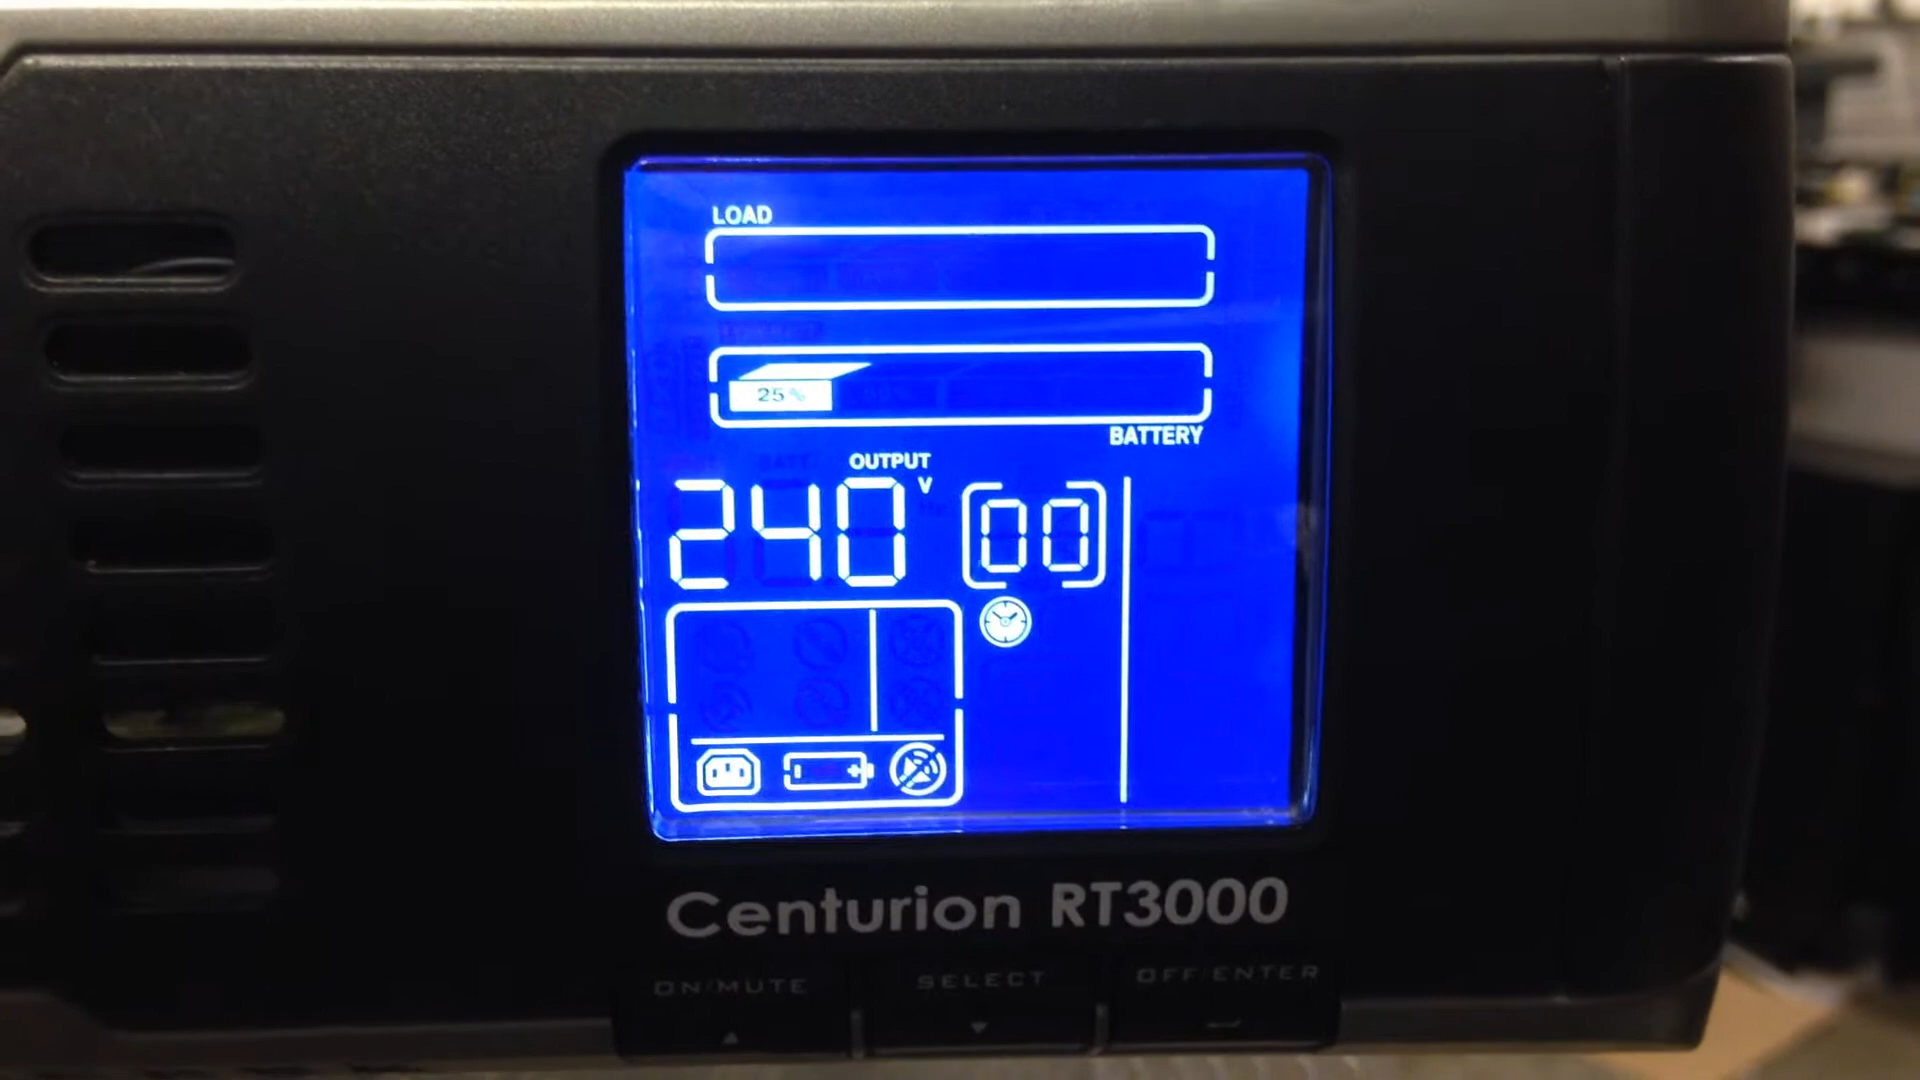 LOAD
25%
BATTERY
OUTPUT
240 V
00
Centurion RT3000
ON/MUTE
SELECT
OFF/ENTER